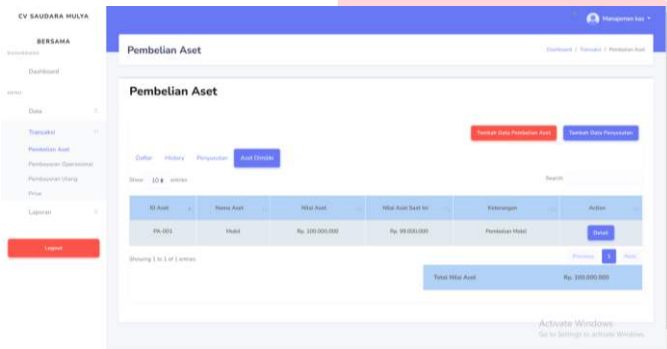 CV SAUDARA MULYA
BERSAMA
Dashboard
Data
Transaksi
Pembelian Aset
Pembayaran Operasional
Pembayaran Utang
Prive
Laporan
Logout
Manajemen kas
Pembelian Aset
Dashboard / Transaksi / Pembelian Aset
Pembelian Aset
Tambah Data Pembelian Aset Tambah Data Penyusutan
Daftar History Penyusutan Aset Dimiliki
Show 10 entries Search:
ID Aset Nama Aset Nilai Aset Nilai Aset Saat Ini Keterangan Action
PA-001 Mobil Rp. 100.000.000 Rp. 99.000.000 Pembelian Mobil Detail
Showing 1 to 1 of 1 entries
Previous 1 Next
Total Nilai Aset Rp. 100.000.000
Activate Windows
Go to Settings to activate Windows.